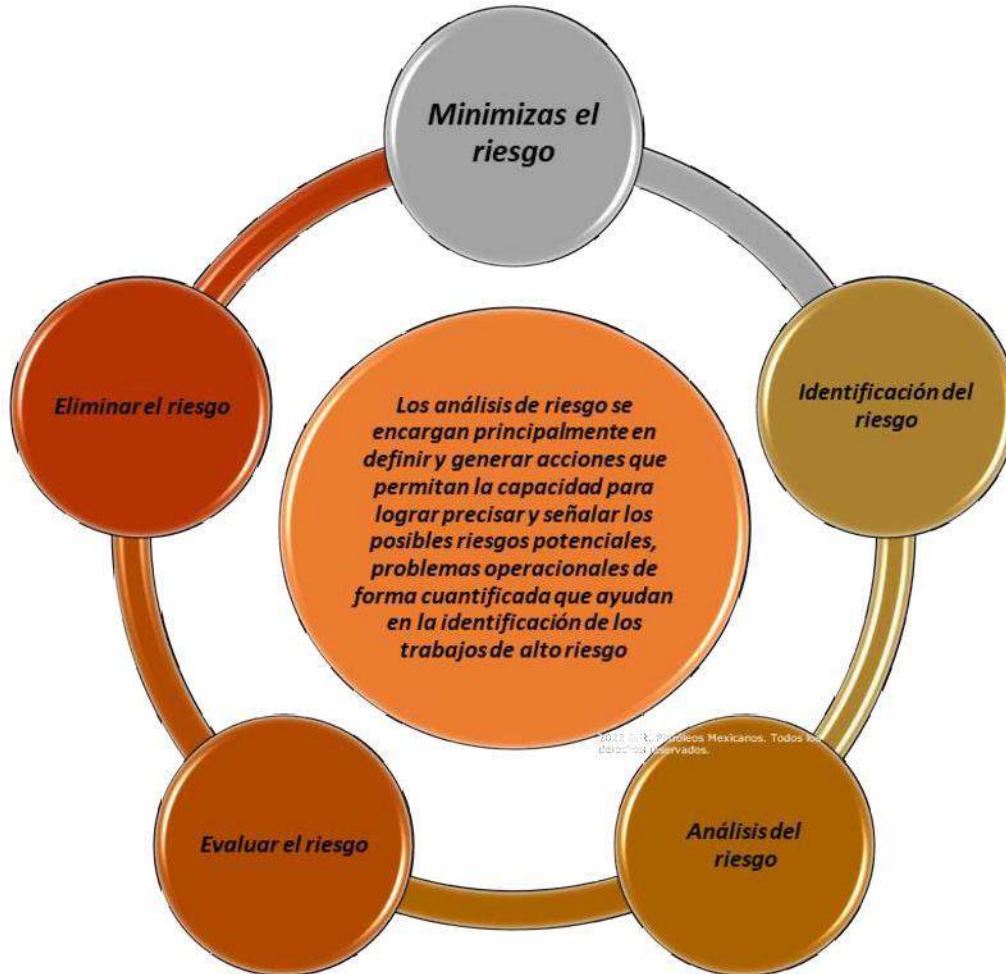 Minimizas el
riesgo
Identificación del
riesgo
Eliminar el riesgo
Los análisis de riesgo se
encargan principalmente en
definir y generar acciones que
permitan la capacidad para
lograr precisar y señalar los
posibles riesgos potenciales,
problemas operacionales de
forma cuantificada que ayudan
en la identificación de los
trabajos de alto riesgo
Mexicanos. Todos
derechos reservados.
Análisis del
riesgo
Evaluar el riesgo